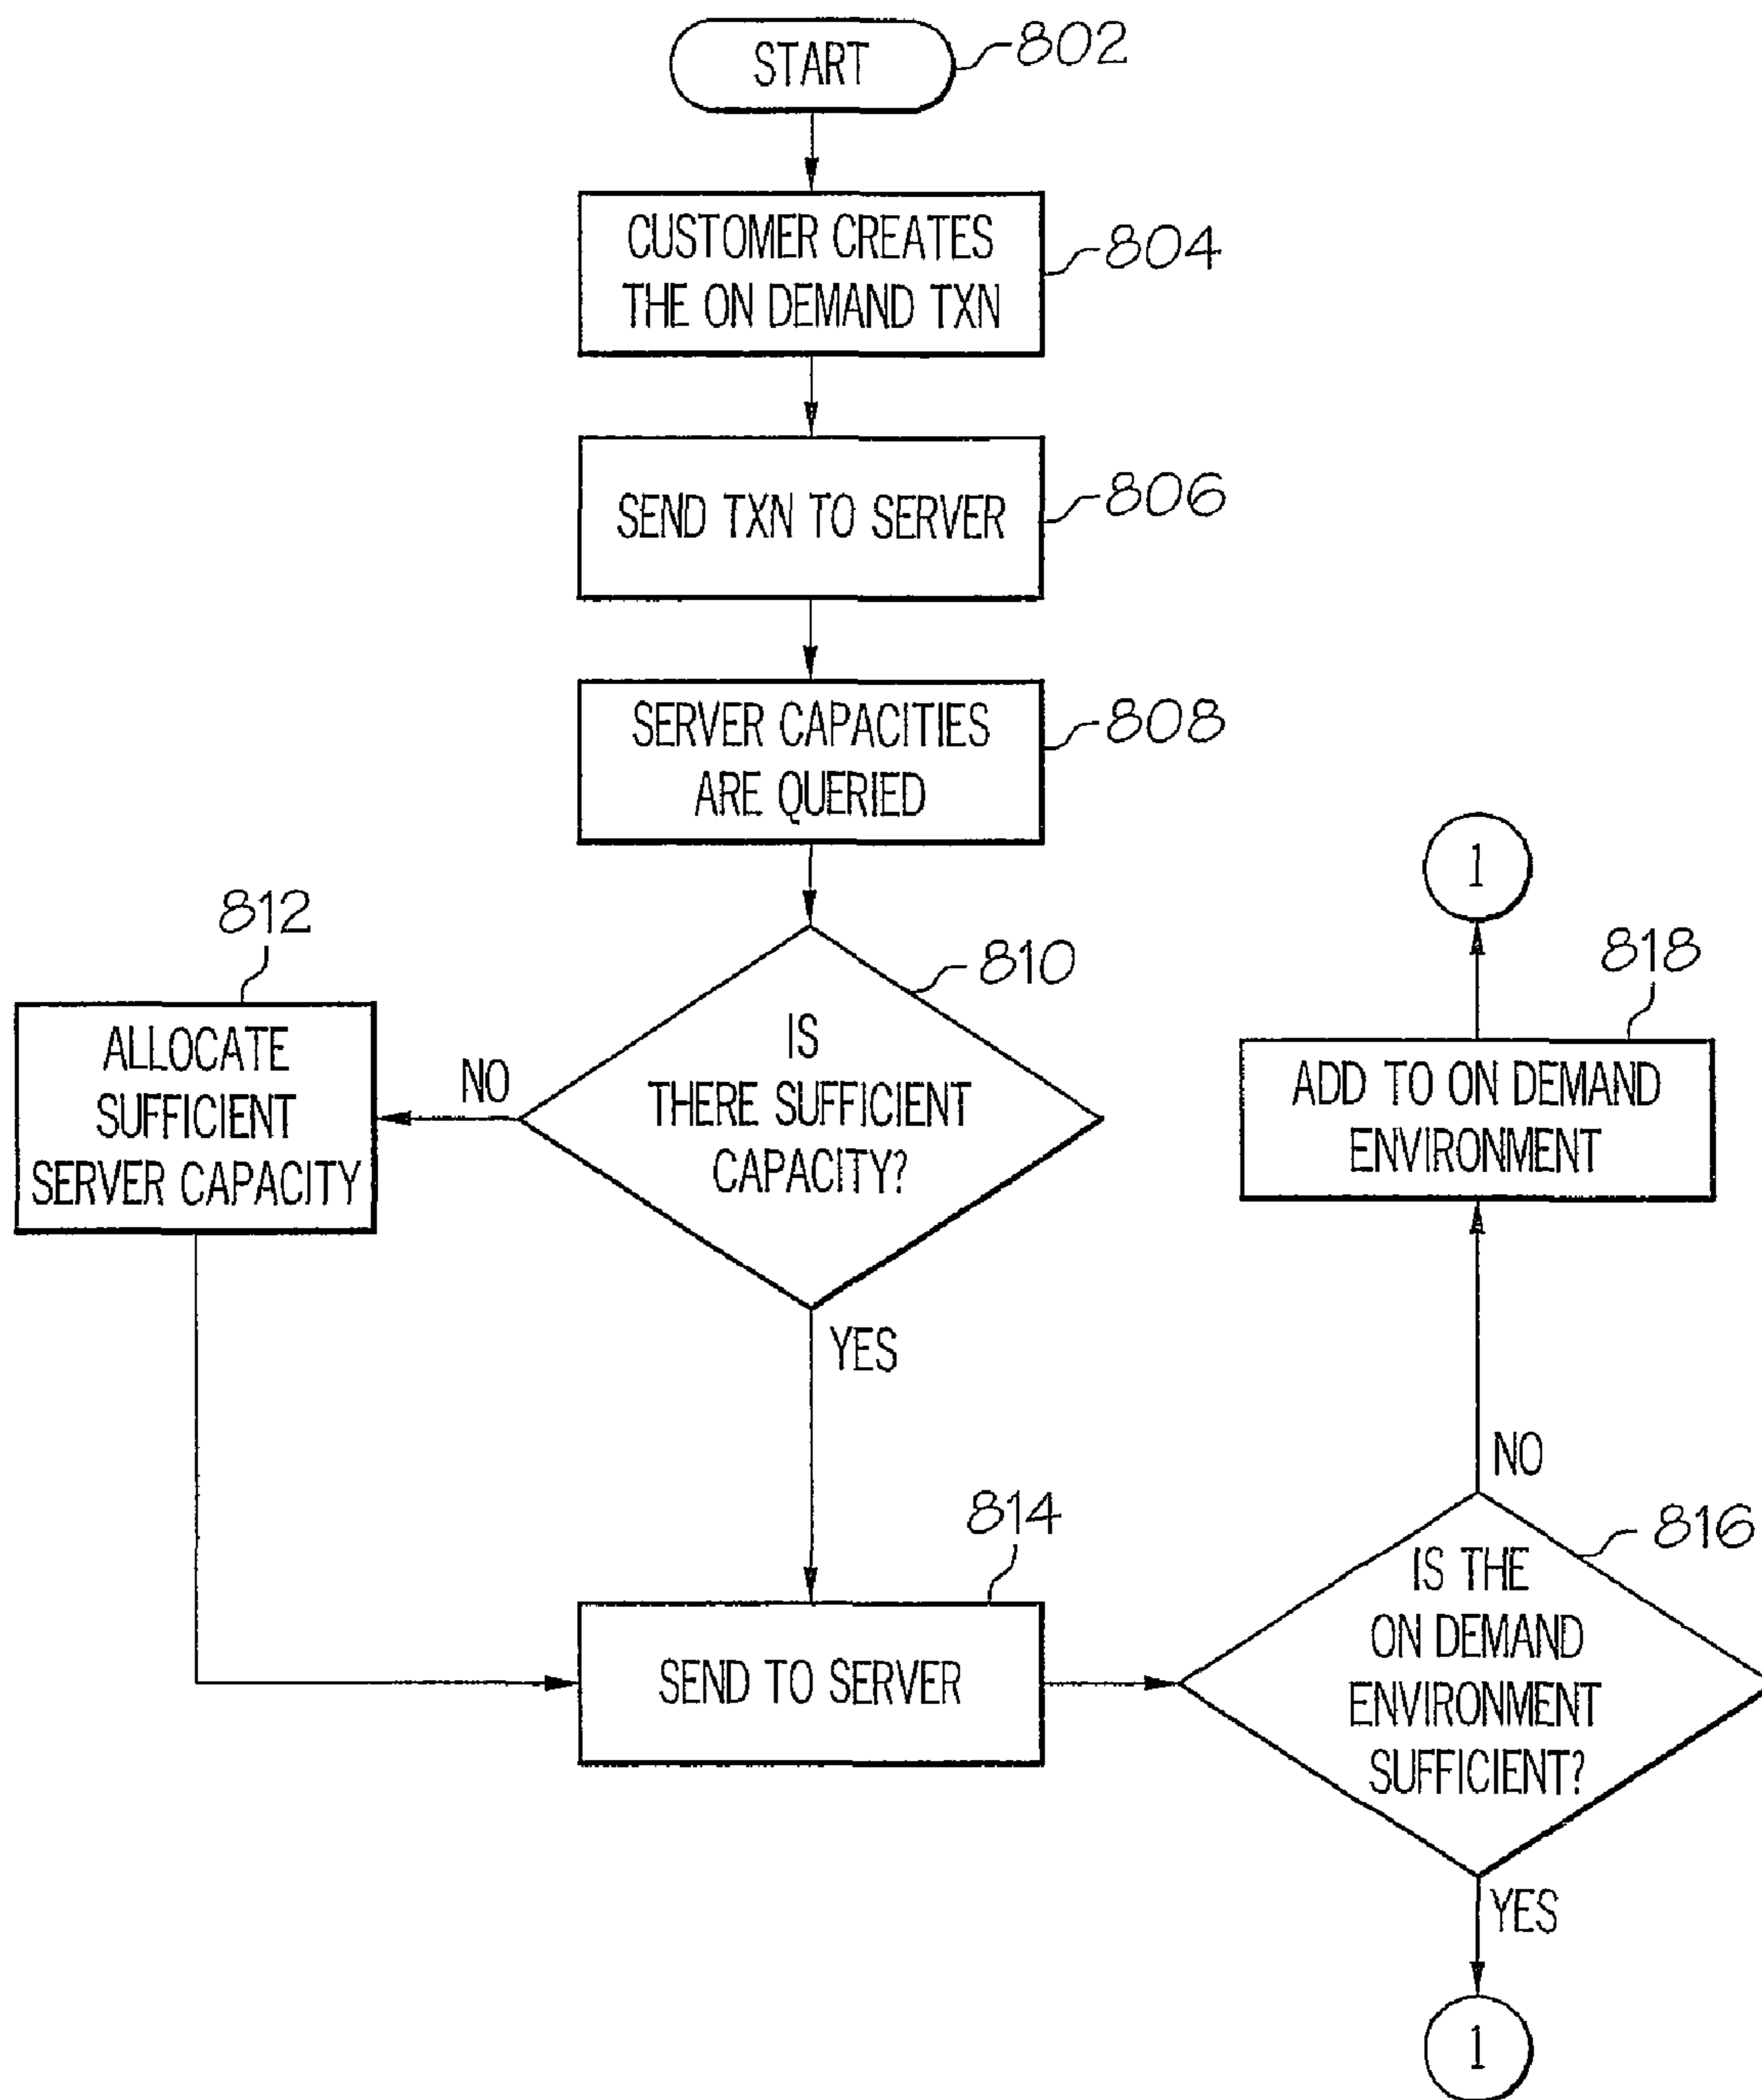 START
802
CUSTOMER CREATES
THE ON DEMAND TXN
804
SEND TXN TO SERVER
806
SERVER CAPACITIES
ARE QUERIED
808
812
ALLOCATE
SUFFICIENT
SERVER CAPACITY
NO
810
IS
THERE SUFFICIENT
CAPACITY?
YES
1
818
ADD TO ON DEMAND
ENVIRONMENT
NO
814
SEND TO SERVER
816
IS THE
ON DEMAND
ENVIRONMENT
SUFFICIENT?
YES
1